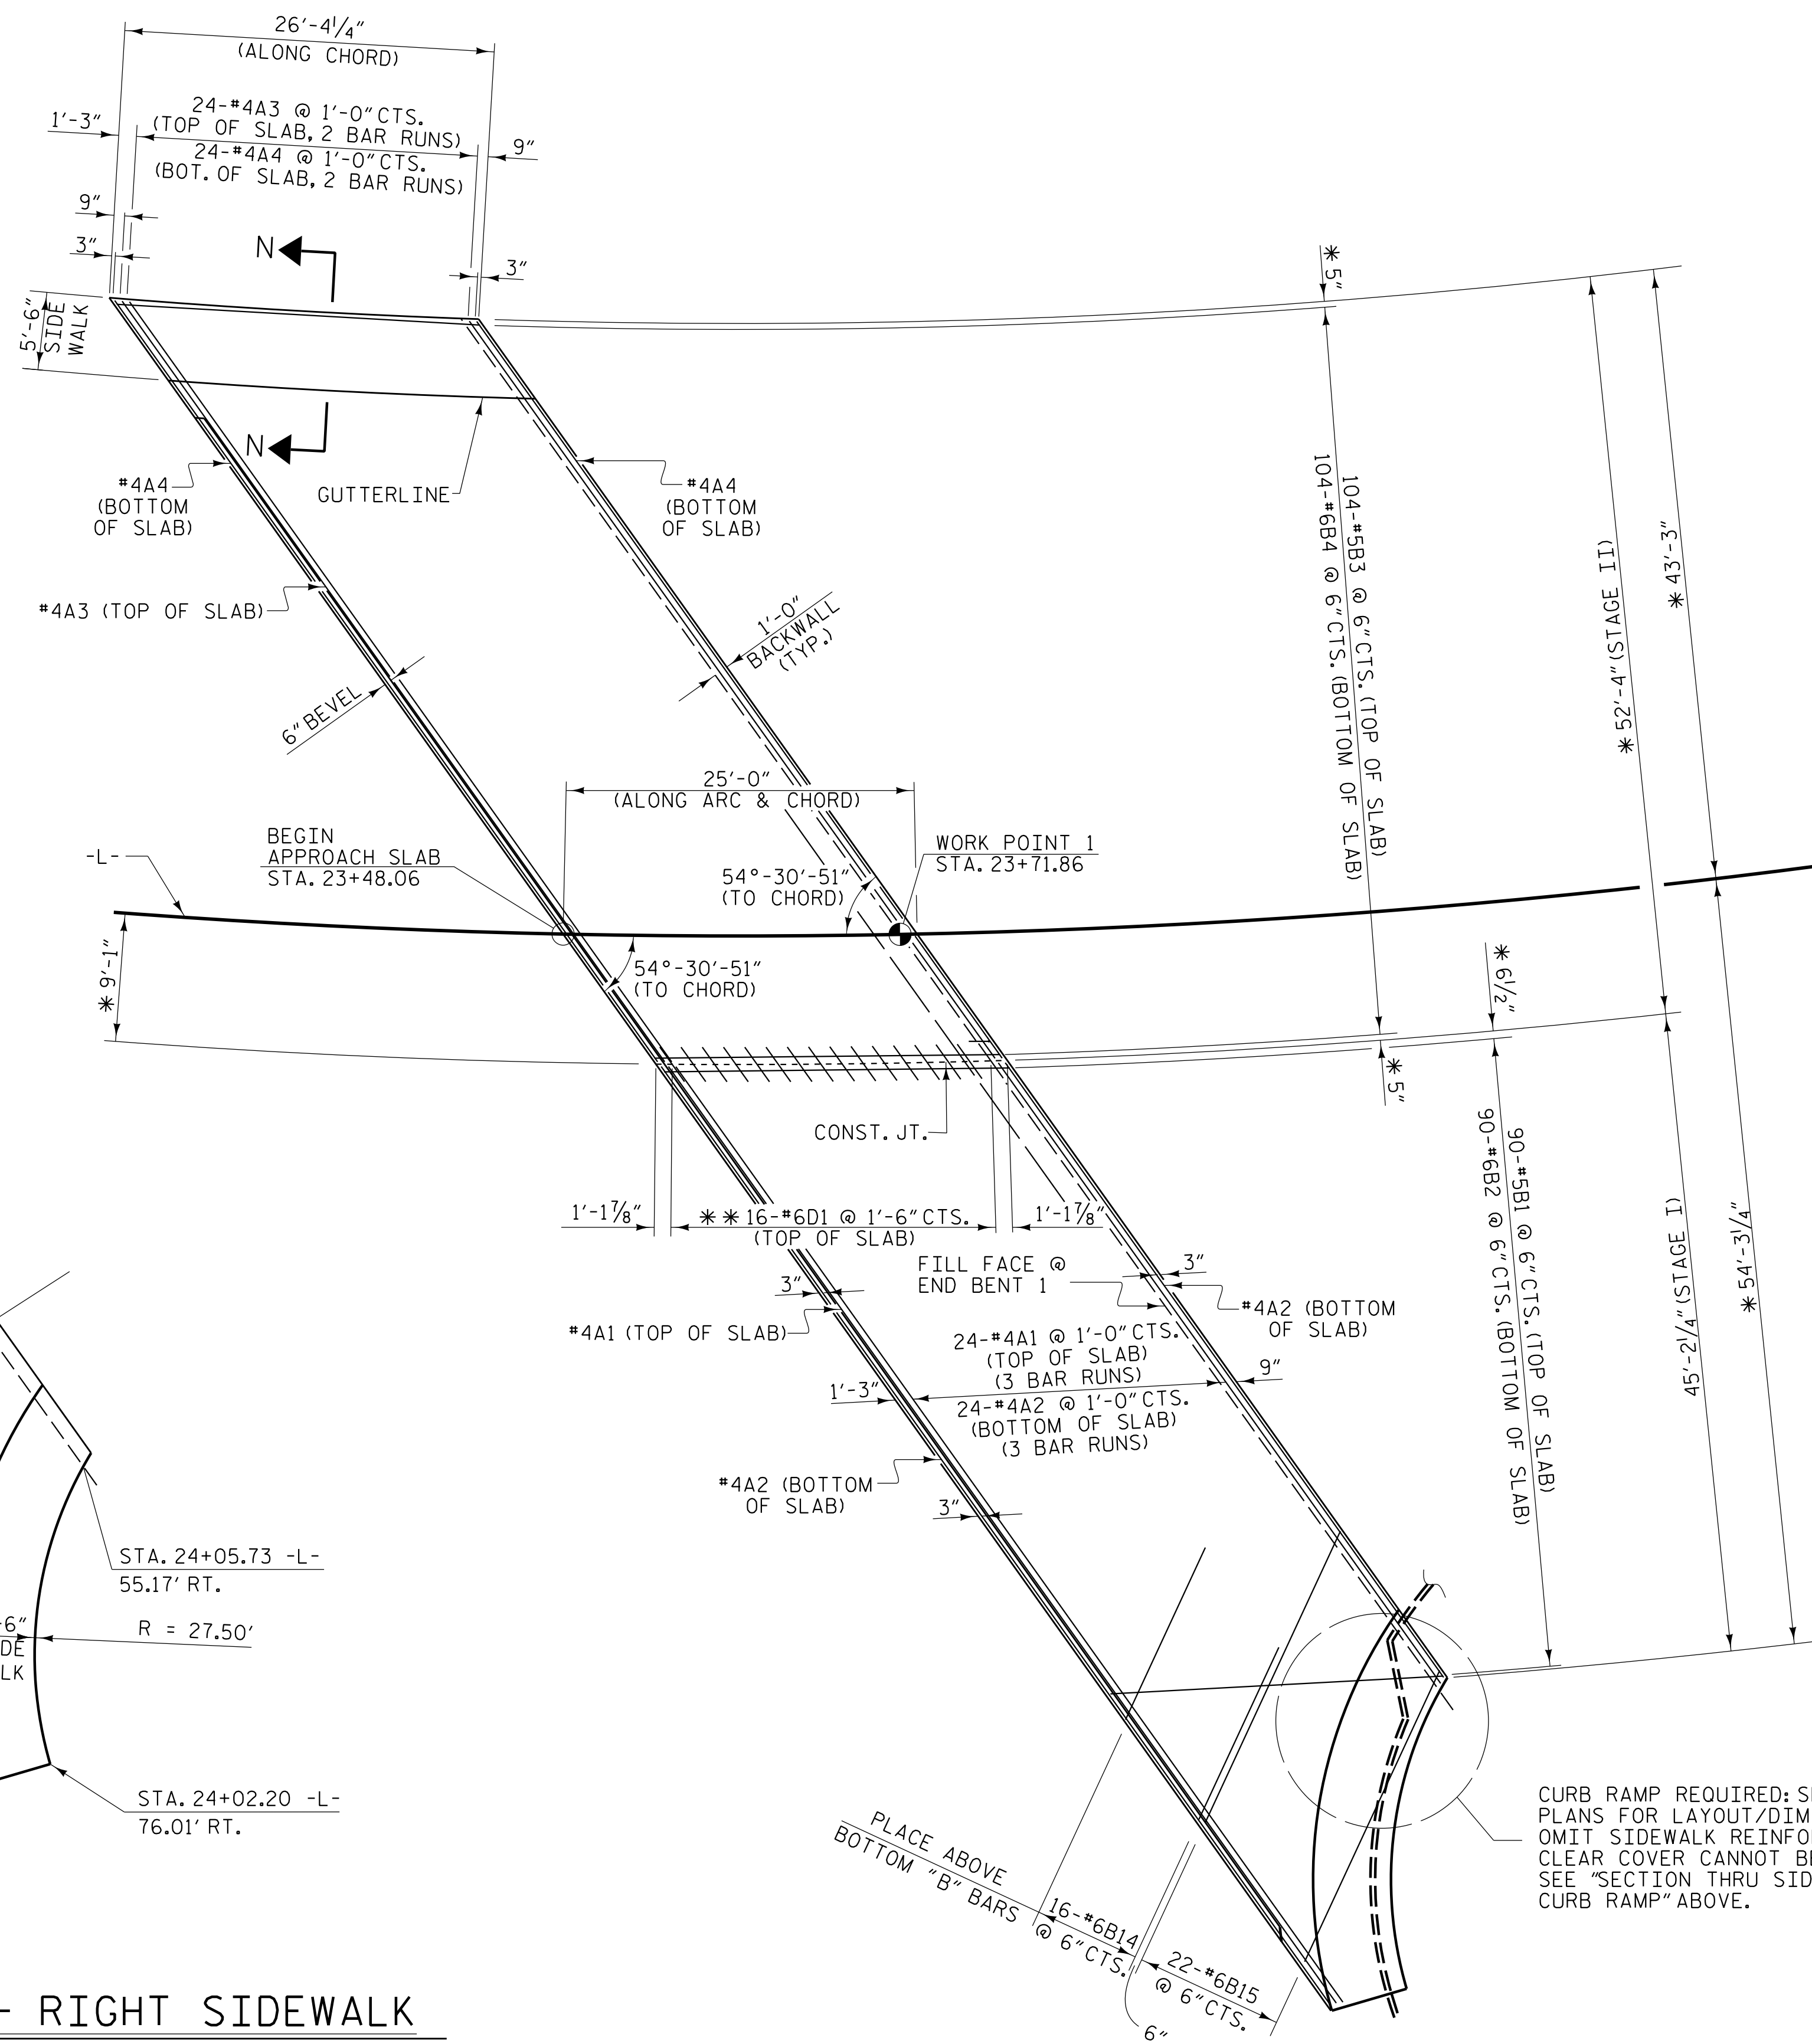 26'-4 1/4"
(ALONG CHORD)
24-#4A3 @ 1'-0" CTS.
(TOP OF SLAB, 2 BAR RUNS)
24-#4A4 @ 1'-0" CTS.
(BOT. OF SLAB, 2 BAR RUNS)
1'-3"
9"
9"
3"
3"
N
N
5'-6"
SIDE
WALK
#4A4
(BOTTOM
OF SLAB)
GUTTERLINE
#4A4
(BOTTOM
OF SLAB)
#4A3 (TOP OF SLAB)
1'-0"
BACKWALL
(TYP.)
6" BEVEL
25'-0"
(ALONG ARC & CHORD)
BEGIN
APPROACH SLAB
STA. 23+48.06
-L-
WORK POINT 1
STA. 23+71.86
54°-30'-51"
(TO CHORD)
54°-30'-51"
(TO CHORD)
* 9'-1"
* 5"
104-#5B3 @ 6" CTS. (TOP OF SLAB)
104-#6B4 @ 6" CTS. (BOTTOM OF SLAB)
* 52'-4" (STAGE II)
* 43'-3"
* 6 1/2"
* 5"
CONST. JT.
1'-1 7/8"
** 16-#6D1 @ 1'-6" CTS.
(TOP OF SLAB)
1'-1 7/8"
FILL FACE @
END BENT 1
3"
3"
#4A1 (TOP OF SLAB)
#4A2 (BOTTOM
OF SLAB)
24-#4A1 @ 1'-0" CTS.
(TOP OF SLAB)
(3 BAR RUNS)
24-#4A2 @ 1'-0" CTS.
(BOTTOM OF SLAB)
(3 BAR RUNS)
1'-3"
9"
#4A2 (BOTTOM
OF SLAB)
3"
90-#5B1 @ 6" CTS. (TOP OF SLAB)
90-#6B2 @ 6" CTS. (BOTTOM OF SLAB)
45'-2 1/4" (STAGE I)
* 54'-3 1/4"
STA. 24+05.73 -L-
55.17' RT.
-6"
DE
LK
R = 27.50'
STA. 24+02.20 -L-
76.01' RT.
PLACE ABOVE
BOTTOM "B" BARS
16-#6B14
@ 6" CTS.
22-#6B15
@ 6" CTS.
6"
CURB RAMP REQUIRED: S
PLANS FOR LAYOUT/DIM
OMIT SIDEWALK REINFO
CLEAR COVER CANNOT B
SEE "SECTION THRU SID
CURB RAMP" ABOVE.
- RIGHT SIDEWALK